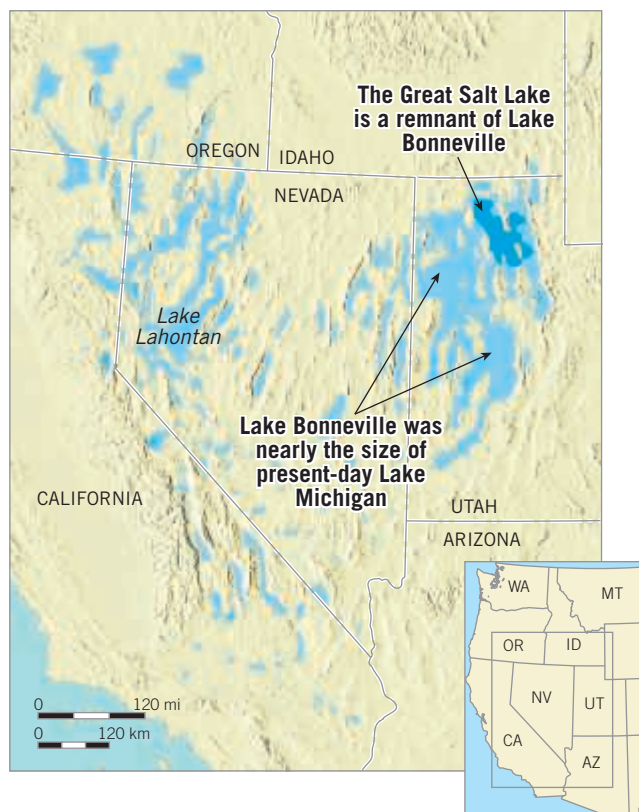 The Great Salt Lake
is a remnant of Lake
Bonneville
OREGON
IDAHO
NEVADA
Lake
Lahontan
Lake Bonneville was
nearly the size of
present-day Lake
Michigan
CALIFORNIA
UTAH
ARIZONA
0 120 mi
0 120 km
WA
MT
OR
ID
NV
UT
CA
AZ